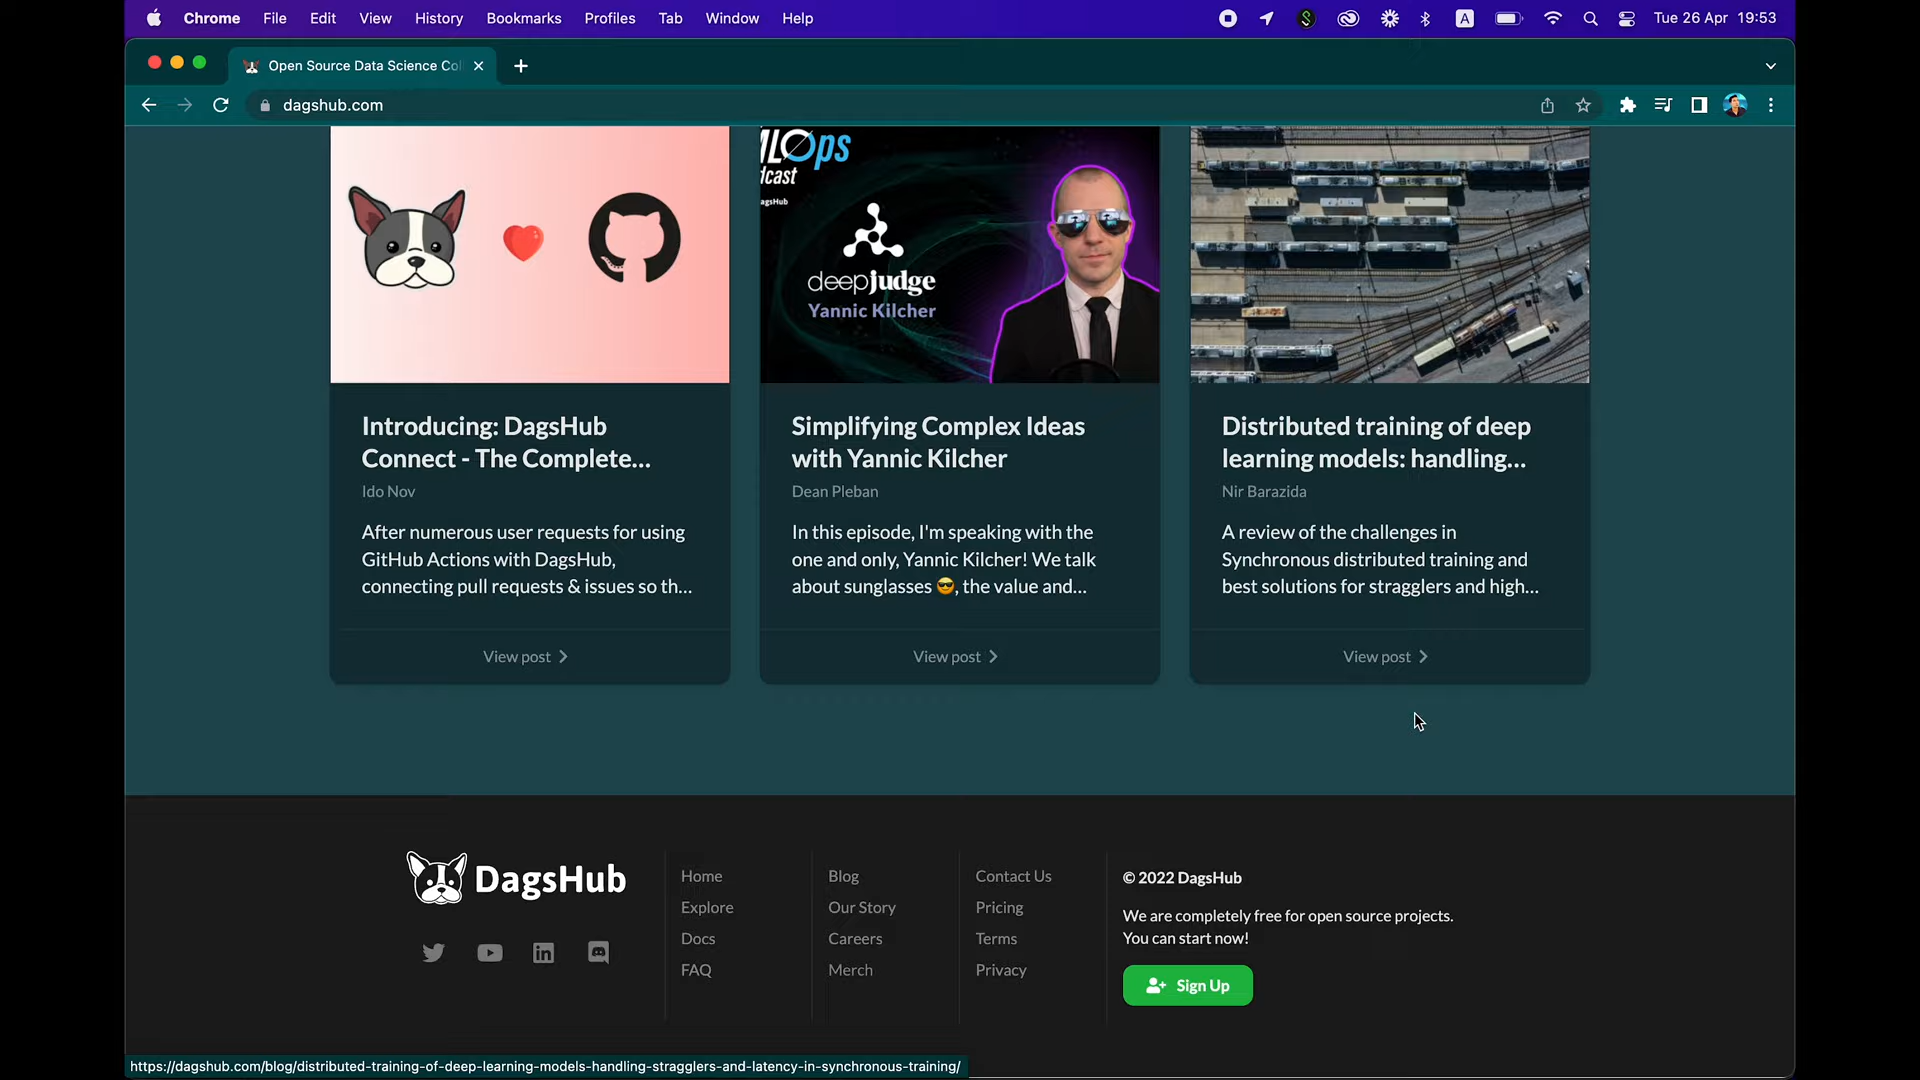 Chrome File Edit View History Bookmarks Profiles Tab Window Help A Tue 26 Apr 19:53
Open Source Data Science Co
dagshub.com
Ops
dcast
agsHub
deepjudge
Yannic Kilcher
Introducing: DagsHub
Connect - The Complete...
Ido Nov
After numerous user requests for using
GitHub Actions with DagsHub,
connecting pull requests & issues so th...
View post
Simplifying Complex Ideas
with Yannic Kilcher
Dean Pleban
In this episode, I'm speaking with the
one and only, Yannic Kilcher! We talk
about sunglasses 😎, the value and...
View post
Distributed training of deep
learning models: handling...
Nir Barazida
A review of the challenges in
Synchronous distributed training and
best solutions for stragglers and high...
View post
DagsHub
Home
Explore
Docs
FAQ
Blog
Our Story
Careers
Merch
Contact Us
Pricing
Terms
Privacy
© 2022 DagsHub
We are completely free for open source projects.
You can start now!
Sign Up
https://dagshub.com/blog/distributed-training-of-deep-learning-models-handling-stragglers-and-latency-in-synchronous-training/